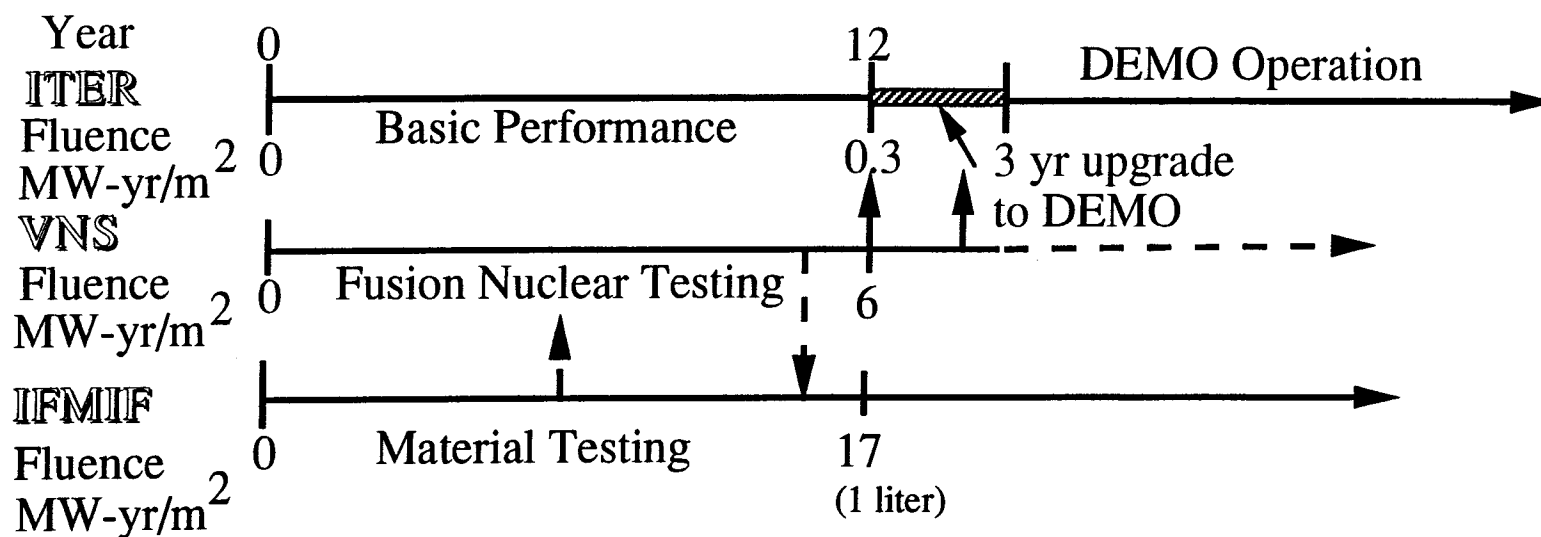 Year 0 12
ITER DEMO Operation
Fluence Basic Performance
MW-yr/m² 0 0.3 3 yr upgrade
to DEMO
VNS
Fluence 0 Fusion Nuclear Testing 6
MW-yr/m²
IFMIF
Fluence 0 Material Testing 17
MW-yr/m² (1 liter)